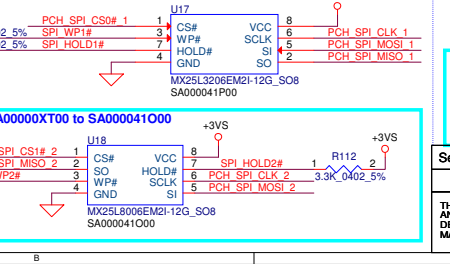 U17
PCH_SPI_CS0#_1 1 CS# VCC 8
02_5% SPI_WP1# 3 WP# SCLK 6 PCH_SPI_CLK_1
02_5% SPI_HOLD1# 7 HOLD# SI 5 PCH_SPI_MOSI_1
4 GND SO 2 PCH_SPI_MISO_1
MX25L3206EM2I-12G_SO8
SA000041P00
A00000XT00 to SA000041O00
+3VS
+3VS
U18
SPI_CS1#_2 1 CS# VCC 8
SPI_MISO_2 2 SO HOLD# 7 SPI_HOLD2# 1 R112 2
WP2# 3 WP# SCLK 6 PCH_SPI_CLK_2 3.3K_0402_5%
4 GND SI 5 PCH_SPI_MOSI_2
MX25L8006EM2I-12G_SO8
SA000041O00
Se
TH
AN
DE
MA
B